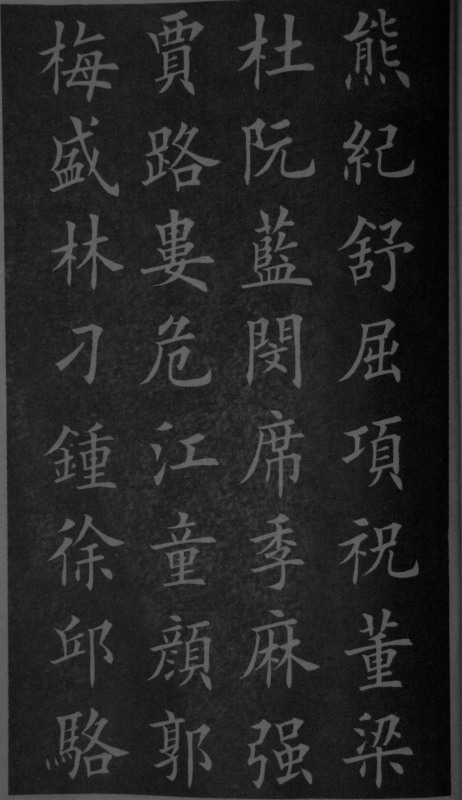 熊紀舒屈項祝董梁
杜阮藍閔席季麻强
賈路婁危江童顔郭
梅盛林刁鍾徐邱駱